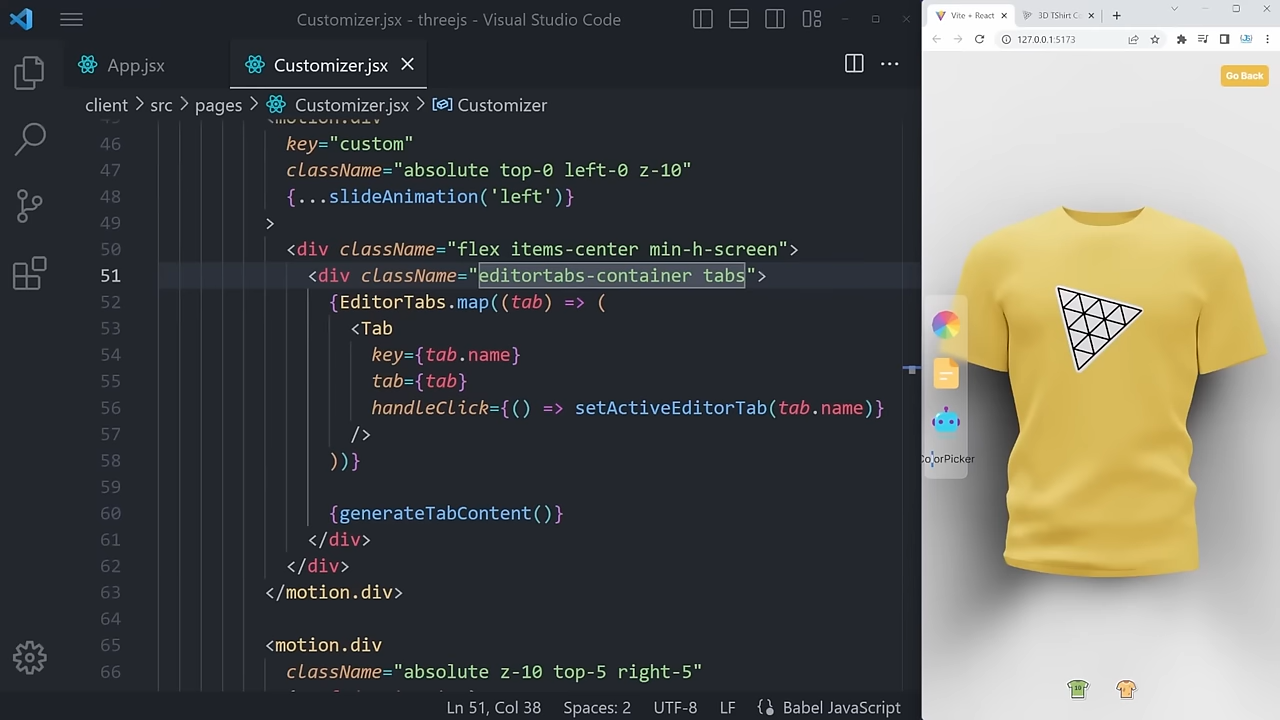 Customizer.jsx - threejs - Visual Studio Code
App.jsx
Customizer.jsx
client > src > pages > Customizer.jsx > Customizer
45 <motion.div
46 key="custom"
47 className="absolute top-0 left-0 z-10"
48 {...slideAnimation('left')}
49 >
50 <div className="flex items-center min-h-screen">
51 <div className="editortabs-container tabs">
52 {EditorTabs.map((tab) => (
53 <Tab
54 key={tab.name}
55 tab={tab}
56 handleClick={() => setActiveEditorTab(tab.name)}
57 />
58 ))}
59
60 {generateTabContent()}
61 </div>
62 </div>
63 </motion.div>
64
65 <motion.div
66 className="absolute z-10 top-5 right-5"
Ln 51, Col 38 Spaces: 2 UTF-8 LF Babel JavaScript
Vite + React
3D TShirt C
127.0.0.1:5173
Go Back
ColorPicker